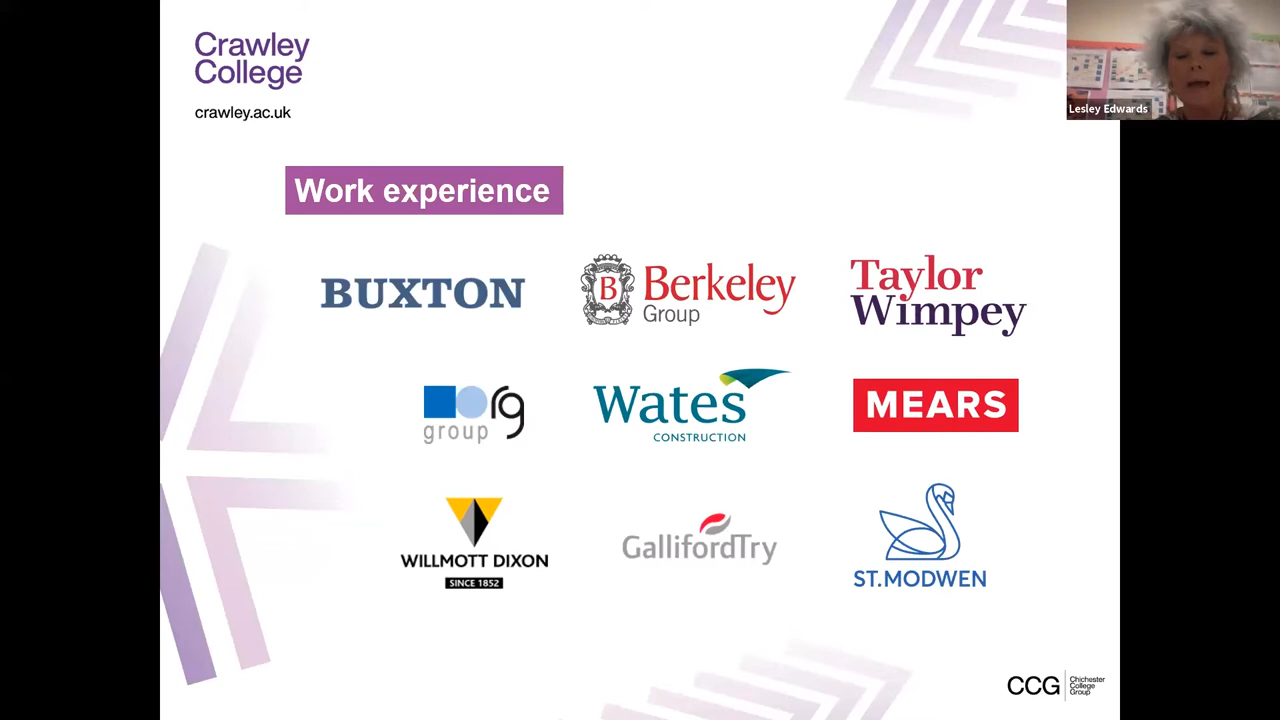 Crawley
College
crawley.ac.uk
Lesley Edwards
Work experience
BUXTON
B
Berkeley
Group
Taylor
Wimpey
rg
group
Wates
CONSTRUCTION
MEARS
WILLMOTT DIXON
SINCE 1852
GallifordTry
ST.MODWEN
CCG
Chichester
College
Group